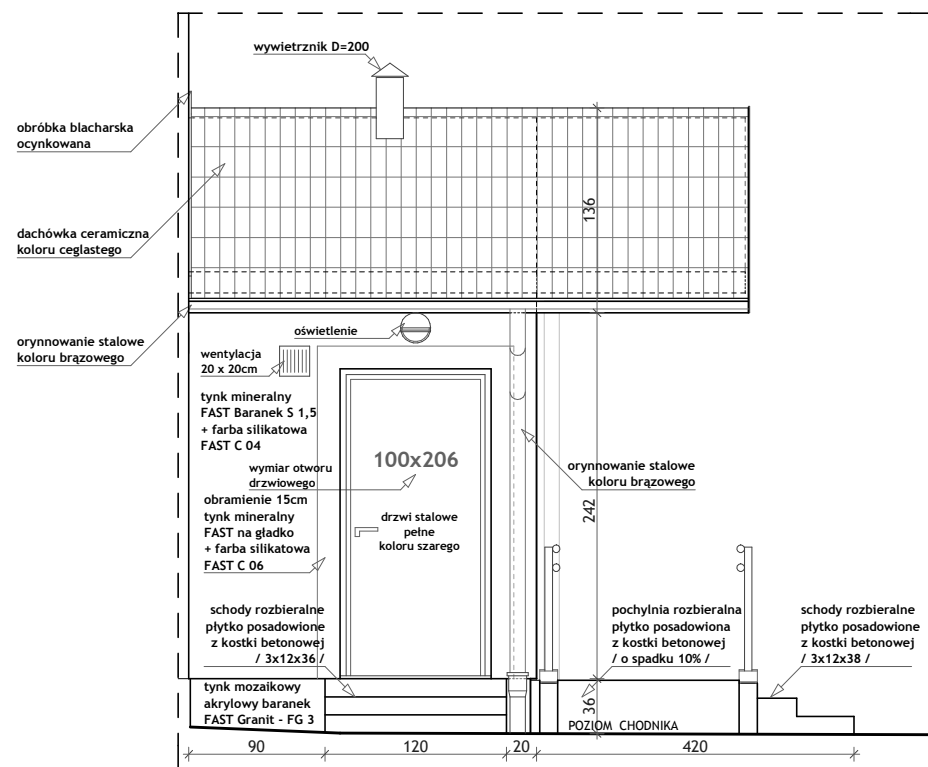 wywietrznik D=200
obróbka blacharska
ocynkowana
dachówka ceramiczna
koloru ceglastego
136
orynnowanie stalowe
koloru brązowego
oświetlenie
wentylacja
20 x 20cm
tynk mineralny
FAST Baranek S 1,5
+ farba silikatowa
FAST C 04
100x206
wymiar otworu
drzwiowego
orynnowanie stalowe
koloru brązowego
242
obramienie 15cm
tynk mineralny
FAST na gładko
+ farba silikatowa
FAST C 06
drzwi stalowe
pełne
koloru szarego
schody rozbieralne
płytko posadowione
z kostki betonowej
/ 3x12x36 /
pochylnia rozbieralna
płytko posadowiona
z kostki betonowej
/ o spadku 10% /
schody rozbieralne
płytko posadowione
z kostki betonowej
/ 3x12x38 /
tynk mozaikowy
akrylowy baranek
FAST Granit - FG 3
36
POZIOM CHODNIKA
90
120
20
420